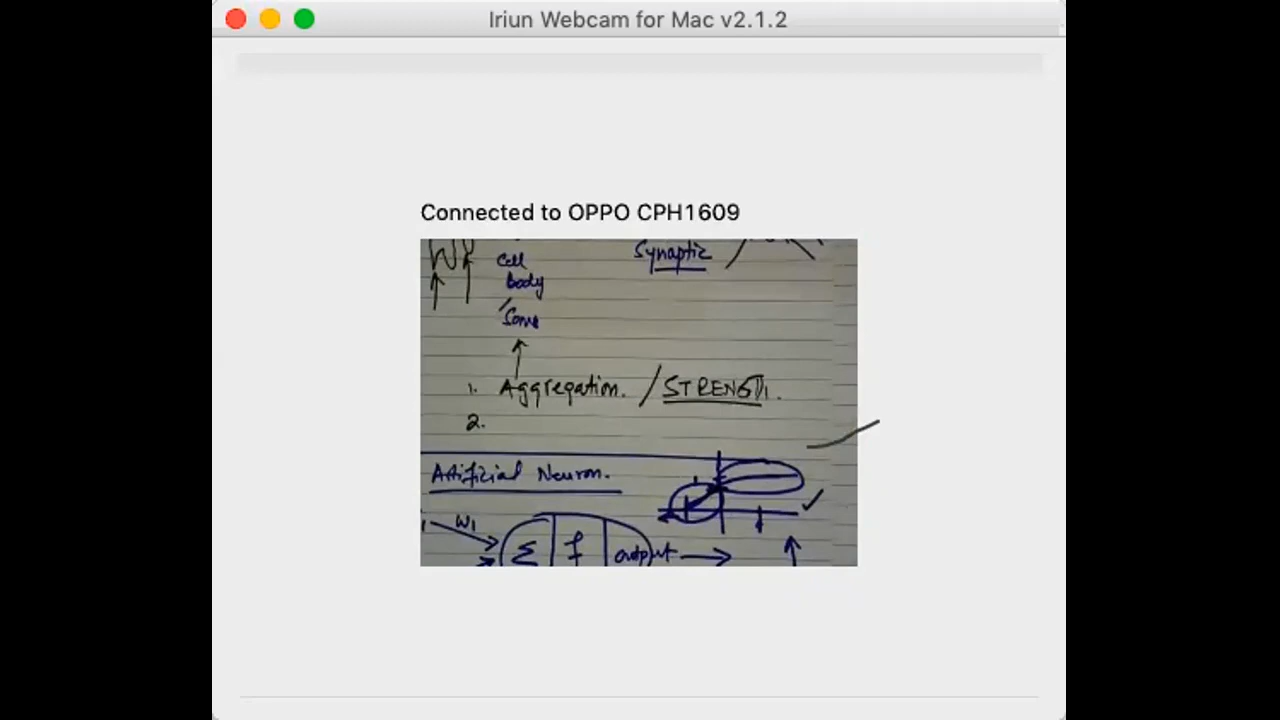 Iriun Webcam for Mac v2.1.2
Connected to OPPO CPH1609
Cell Synaptic
body
/Soma
1. Aggregation. / STRENGTH.
2.
Artificial Neuron.
W1 Σ f output